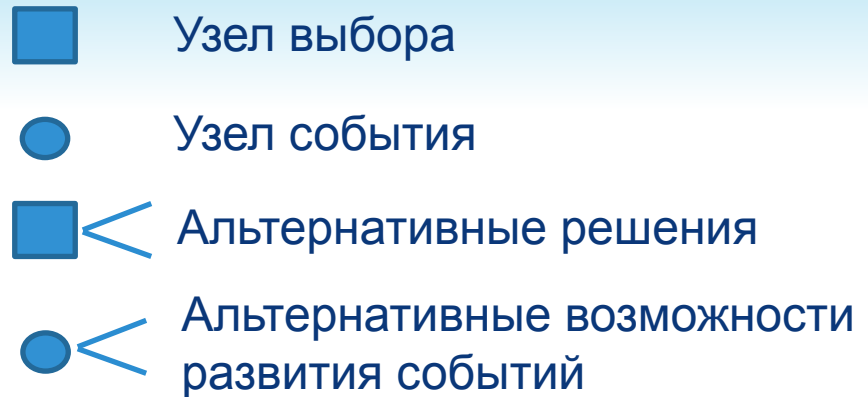 Узел выбора
Узел события
Альтернативные решения
Альтернативные возможности
развития событий